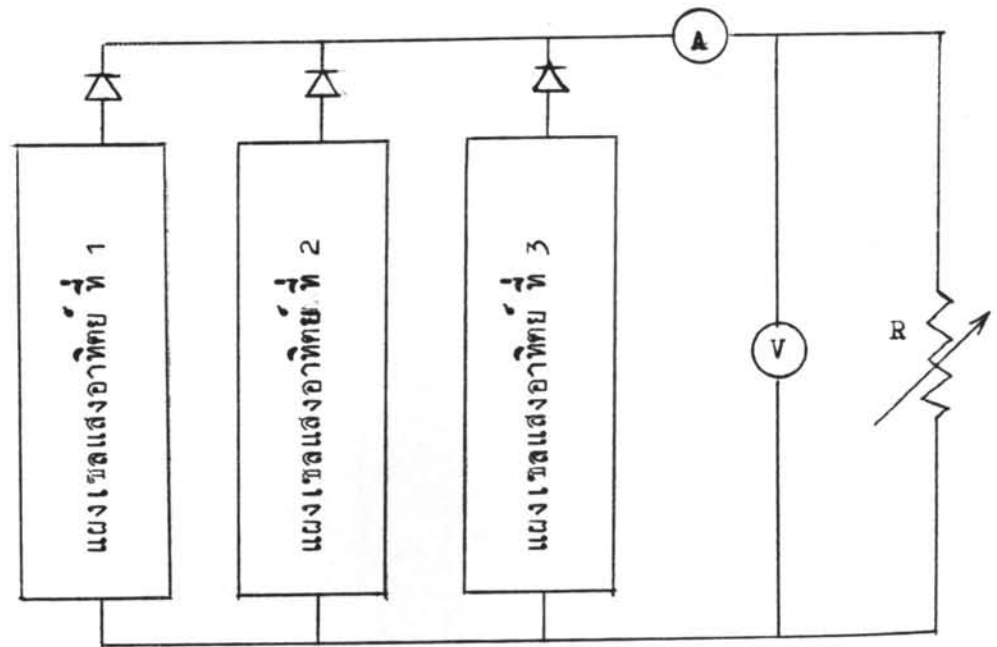 แผงเซลแสงอาทิตย์ ที่ 1
แผงเซลแสงอาทิตย์ ที่ 2
แผงเซลแสงอาทิตย์ ที่ 3
A
V
R